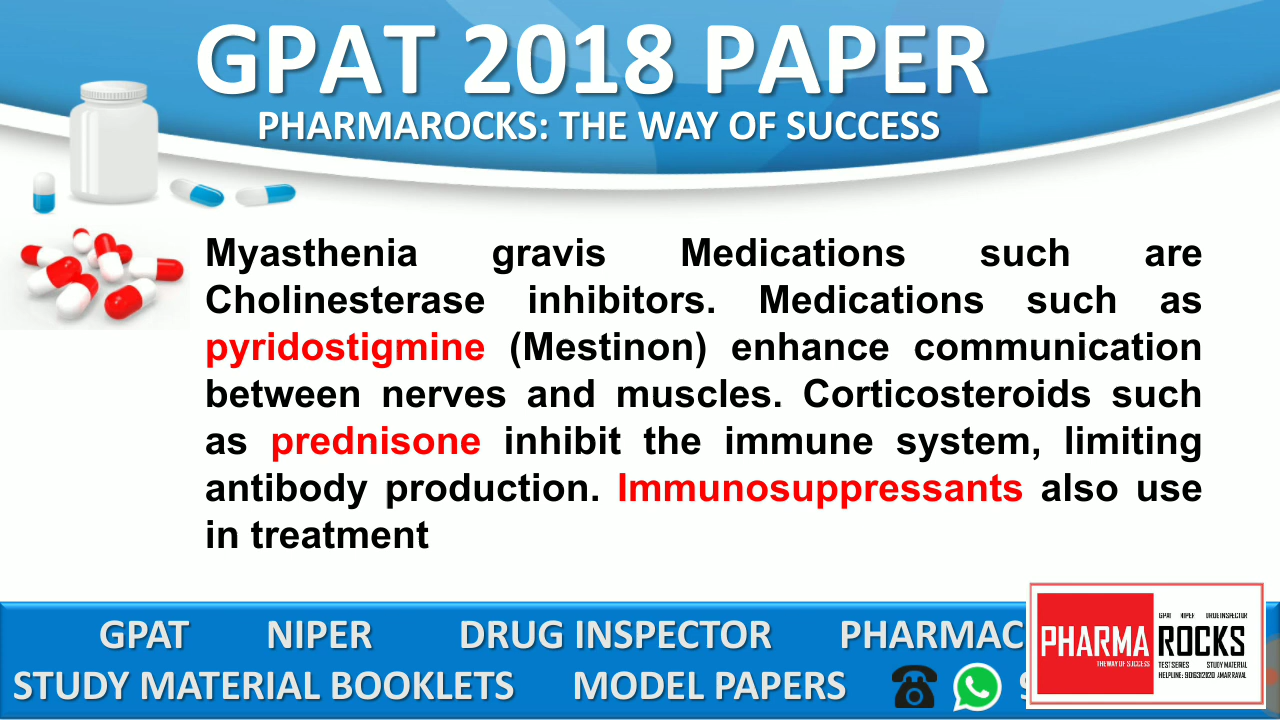 GPAT 2018 PAPER
PHARMAROCKS: THE WAY OF SUCCESS
Myasthenia gravis Medications such are
Cholinesterase inhibitors. Medications such as
pyridostigmine (Mestinon) enhance communication
between nerves and muscles. Corticosteroids such
as prednisone inhibit the immune system, limiting
antibody production. Immunosuppressants also use
in treatment
GPAT NIPER DRUG INSPECTOR PHARMAC
STUDY MATERIAL BOOKLETS MODEL PAPERS
GPAT NIPER DRUG INSPECTOR
PHARMA ROCKS
THE WAY OF SUCCESS
TEST SERIES STUDY MATERIAL